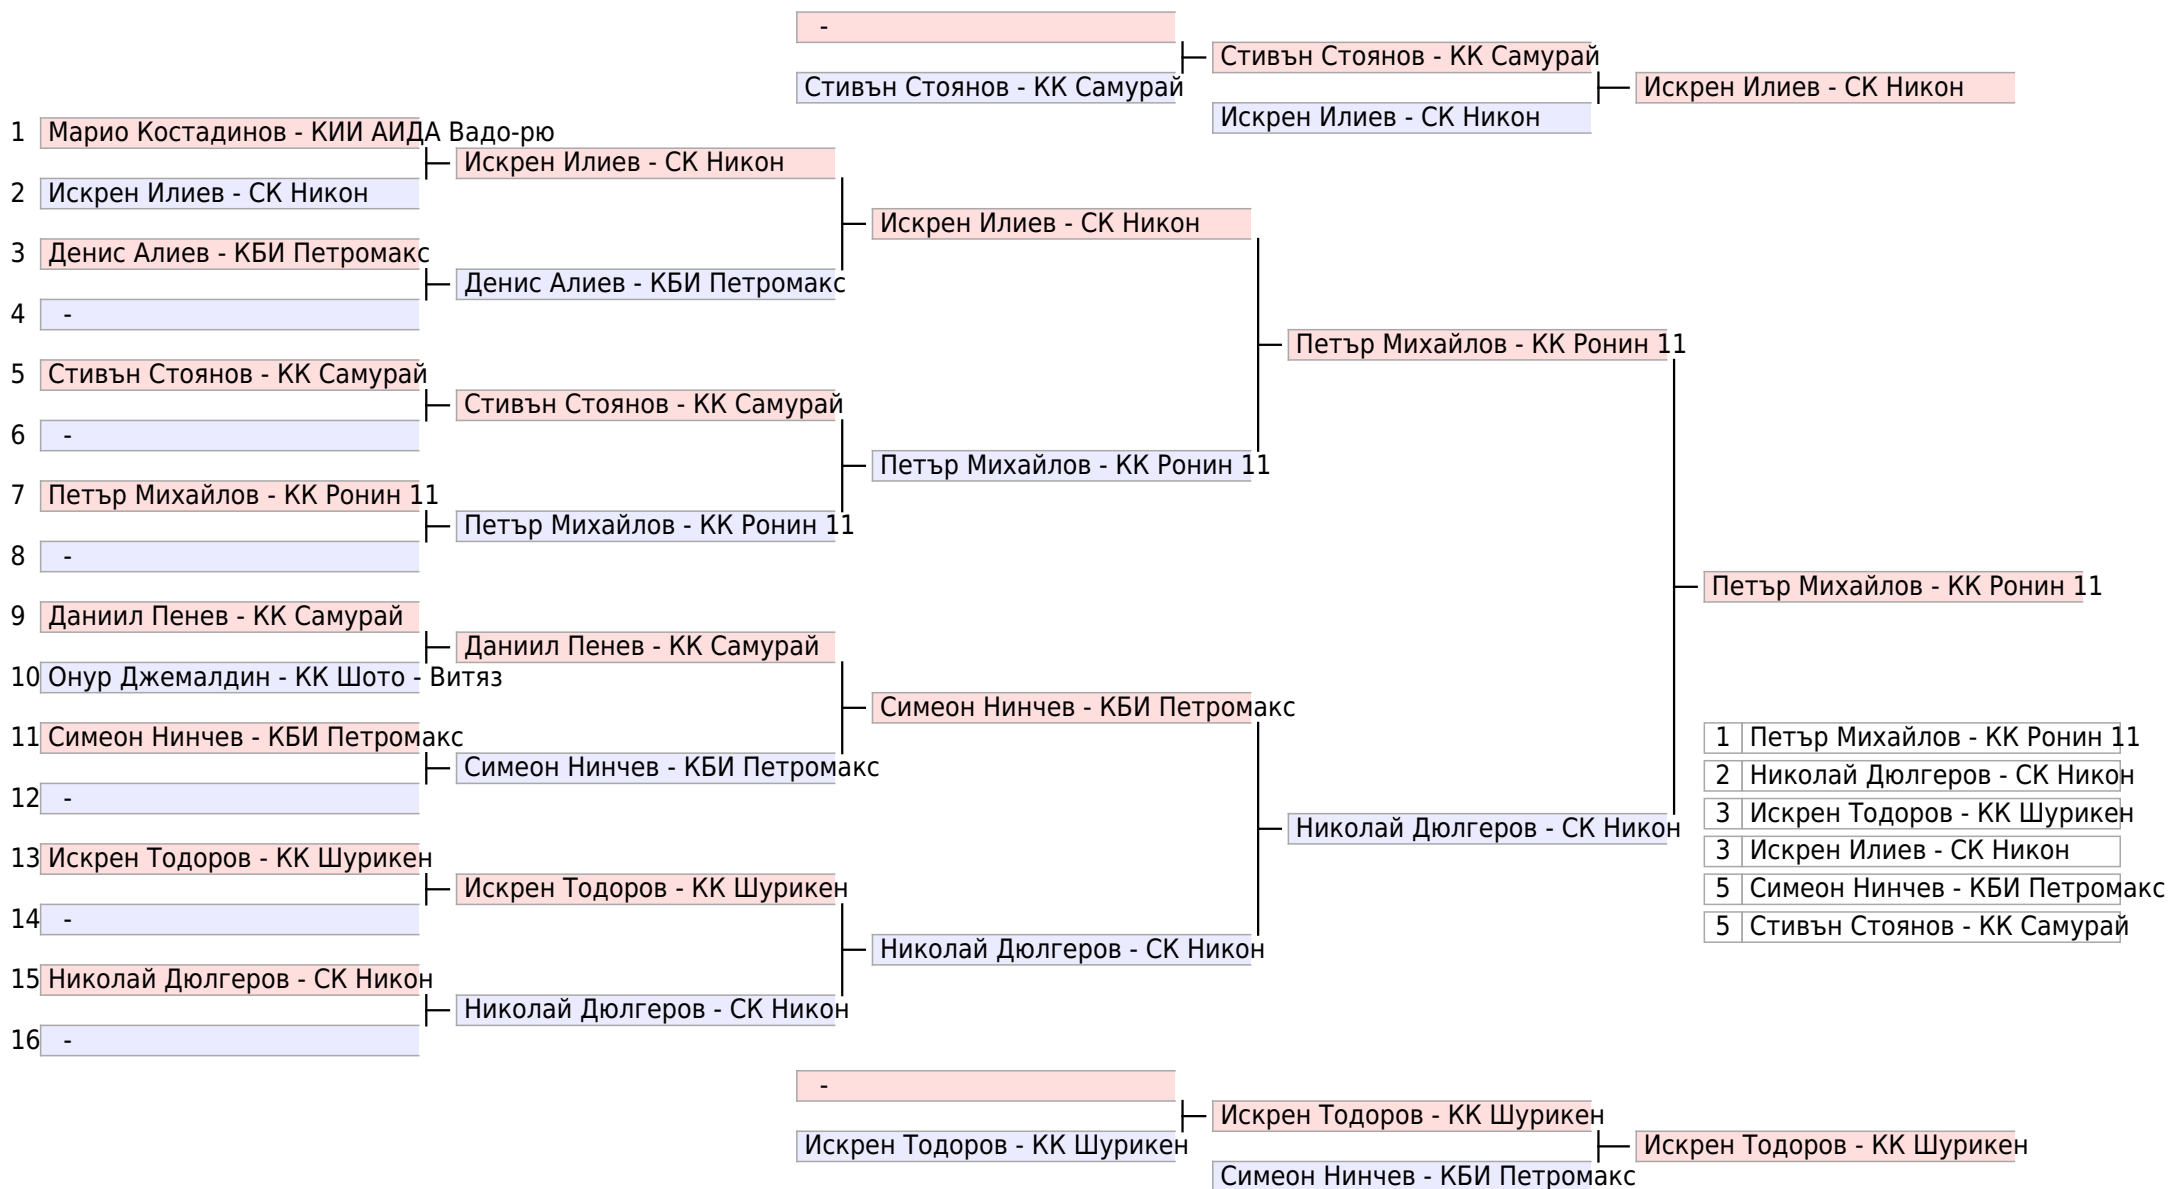 -
Стивън Стоянов - КК Самурай
Стивън Стоянов - КК Самурай
Искрен Илиев - СК Никон
Искрен Илиев - СК Никон
1 Марио Костадинов - КИИ АИДА Вадо-рю
Искрен Илиев - СК Никон
2 Искрен Илиев - СК Никон
Искрен Илиев - СК Никон
3 Денис Алиев - КБИ Петромакс
Денис Алиев - КБИ Петромакс
4 -
Петър Михайлов - КК Ронин 11
5 Стивън Стоянов - КК Самурай
Стивън Стоянов - КК Самурай
6 -
Петър Михайлов - КК Ронин 11
7 Петър Михайлов - КК Ронин 11
Петър Михайлов - КК Ронин 11
8 -
Петър Михайлов - КК Ронин 11
9 Даниил Пенев - КК Самурай
Даниил Пенев - КК Самурай
10 Онур Джемалдин - КК Шото - Витяз
Симеон Нинчев - КБИ Петромакс
11 Симеон Нинчев - КБИ Петромакс
Симеон Нинчев - КБИ Петромакс
12 -
Николай Дюлгеров - СК Никон
13 Искрен Тодоров - КК Шурикен
Искрен Тодоров - КК Шурикен
14 -
Николай Дюлгеров - СК Никон
15 Николай Дюлгеров - СК Никон
Николай Дюлгеров - СК Никон
16 -
1 Петър Михайлов - КК Ронин 11
2 Николай Дюлгеров - СК Никон
3 Искрен Тодоров - КК Шурикен
3 Искрен Илиев - СК Никон
5 Симеон Нинчев - КБИ Петромакс
5 Стивън Стоянов - КК Самурай
-
Искрен Тодоров - КК Шурикен
Искрен Тодоров - КК Шурикен
Искрен Тодоров - КК Шурикен
Симеон Нинчев - КБИ Петромакс